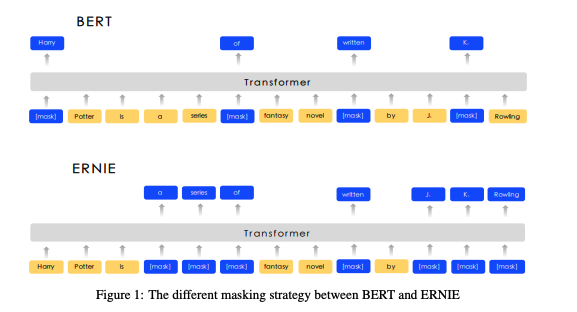 BERT
Harry of written K.
Transformer
[mask] Potter is a series [mask] fantasy novel [mask] by J. [mask] Rowling
ERNIE
a series of written J. K. Rowling
Transformer
Harry Potter is [mask] [mask] [mask] fantasy novel [mask] by [mask] [mask] [mask]
Figure 1: The different masking strategy between BERT and ERNIE